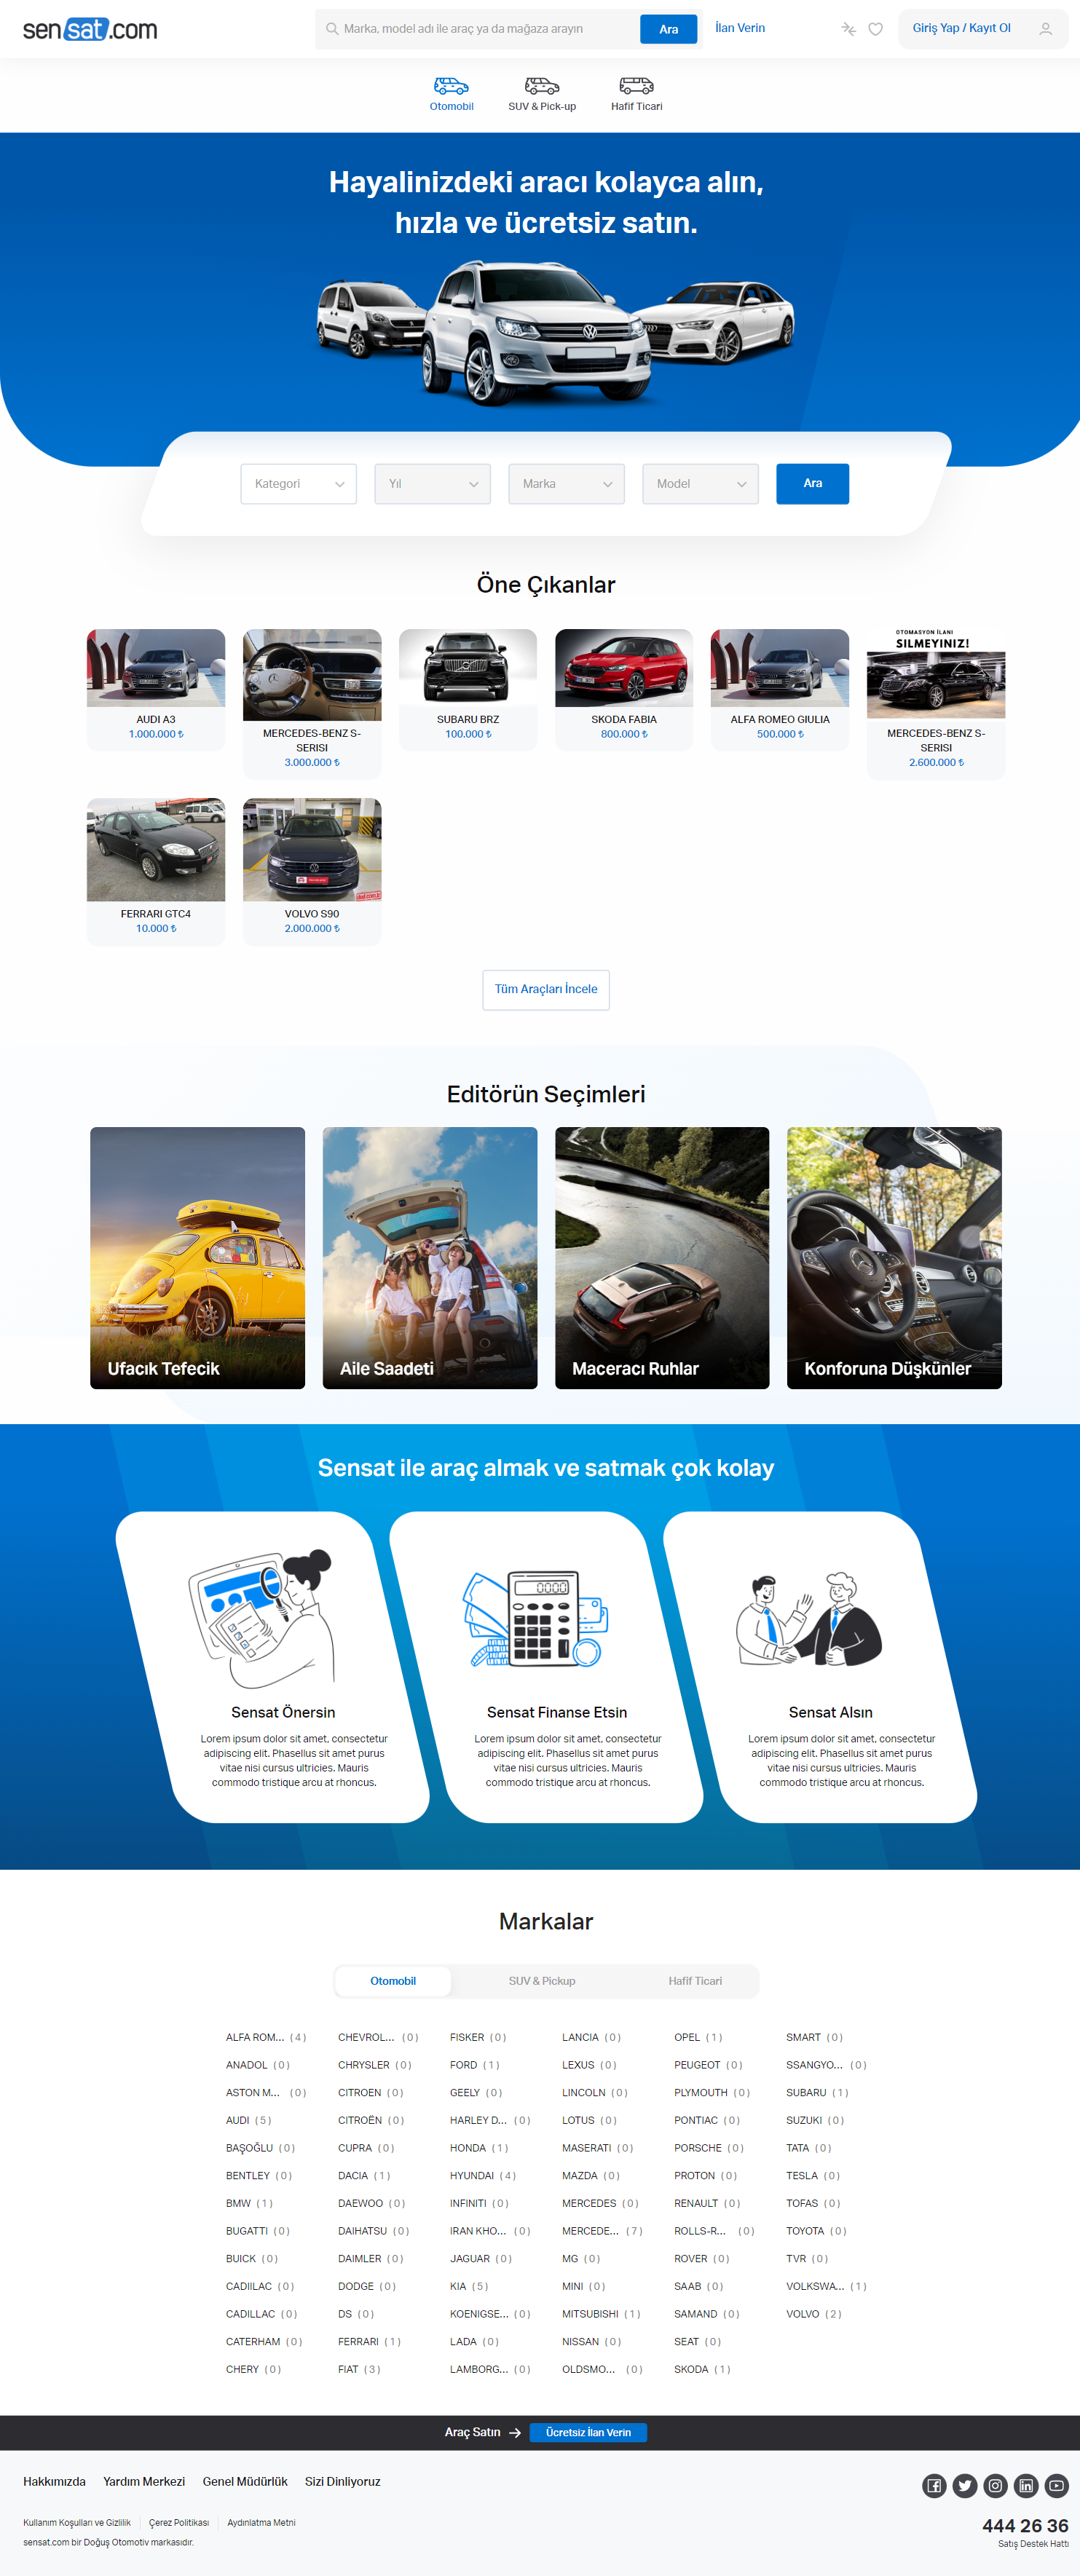 sensat.com
Marka, model adı ile araç ya da mağaza arayın
Ara
İlan Verin
Giriş Yap / Kayıt Ol
Otomobil
SUV & Pick-up
Hafif Ticari
Hayalinizdeki aracı kolayca alın,
hızla ve ücretsiz satın.
Kategori
Yıl
Marka
Model
Ara
Öne Çıkanlar
AUDI A3
1.000.000 ₺
MERCEDES-BENZ S-
SERISI
3.000.000 ₺
SUBARU BRZ
100.000 ₺
SKODA FABIA
800.000 ₺
ALFA ROMEO GIULIA
500.000 ₺
OTOMASYON İLANI
SILMEYINIZ!
MERCEDES-BENZ S-
SERISI
2.600.000 ₺
FERRARI GTC4
10.000 ₺
VOLVO S90
2.000.000 ₺
Tüm Araçları İncele
Editörün Seçimleri
Ufacık Tefecik
Aile Saadeti
Maceracı Ruhlar
Konforuna Düşkünler
Sensat ile araç almak ve satmak çok kolay
0000
Sensat Önersin
Lorem ipsum dolor sit amet, consectetur
adipiscing elit. Phasellus sit amet purus
vitae nisi cursus ultricies. Mauris
commodo tristique arcu at rhoncus.
Sensat Finanse Etsin
Lorem ipsum dolor sit amet, consectetur
adipiscing elit. Phasellus sit amet purus
vitae nisi cursus ultricies. Mauris
commodo tristique arcu at rhoncus.
Sensat Alsın
Lorem ipsum dolor sit amet, consectetur
adipiscing elit. Phasellus sit amet purus
vitae nisi cursus ultricies. Mauris
commodo tristique arcu at rhoncus.
Markalar
Otomobil
SUV & Pickup
Hafif Ticari
ALFA ROM... (4)
ANADOL (0)
ASTON M... (0)
AUDI (5)
BAŞOĞLU (0)
BENTLEY (0)
BMW (1)
BUGATTI (0)
BUICK (0)
CADIILAC (0)
CADILLAC (0)
CATERHAM (0)
CHERY (0)
CHEVROL... (0)
CHRYSLER (0)
CITROEN (0)
CITROËN (0)
CUPRA (0)
DACIA (1)
DAEWOO (0)
DAIHATSU (0)
DAIMLER (0)
DODGE (0)
DS (0)
FERRARI (1)
FIAT (3)
FISKER (0)
FORD (1)
GEELY (0)
HARLEY D... (0)
HONDA (1)
HYUNDAI (4)
INFINITI (0)
IRAN KHO... (0)
JAGUAR (0)
KIA (5)
KOENIGSE... (0)
LADA (0)
LAMBORG... (0)
LANCIA (0)
LEXUS (0)
LINCOLN (0)
LOTUS (0)
MASERATI (0)
MAZDA (0)
MERCEDES (0)
MERCEDE... (7)
MG (0)
MINI (0)
MITSUBISHI (1)
NISSAN (0)
OLDSMO... (0)
OPEL (1)
PEUGEOT (0)
PLYMOUTH (0)
PONTIAC (0)
PORSCHE (0)
PROTON (0)
RENAULT (0)
ROLLS-R... (0)
ROVER (0)
SAAB (0)
SAMAND (0)
SEAT (0)
SKODA (1)
SMART (0)
SSANGYO... (0)
SUBARU (1)
SUZUKI (0)
TATA (0)
TESLA (0)
TOFAS (0)
TOYOTA (0)
TVR (0)
VOLKSWA... (1)
VOLVO (2)
Araç Satın
Ücretsiz İlan Verin
Hakkımızda
Yardım Merkezi
Genel Müdürlük
Sizi Dinliyoruz
Kullanım Koşulları ve Gizlilik
Çerez Politikası
Aydınlatma Metni
sensat.com bir Doğuş Otomotiv markasıdır.
444 26 36
Satış Destek Hattı